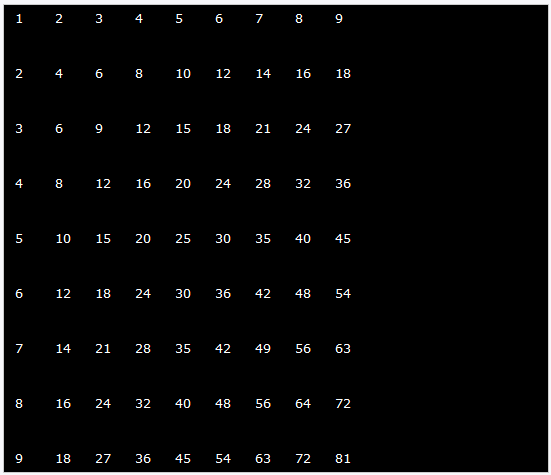 1 2 3 4 5 6 7 8 9
2 4 6 8 10 12 14 16 18
3 6 9 12 15 18 21 24 27
4 8 12 16 20 24 28 32 36
5 10 15 20 25 30 35 40 45
6 12 18 24 30 36 42 48 54
7 14 21 28 35 42 49 56 63
8 16 24 32 40 48 56 64 72
9 18 27 36 45 54 63 72 81